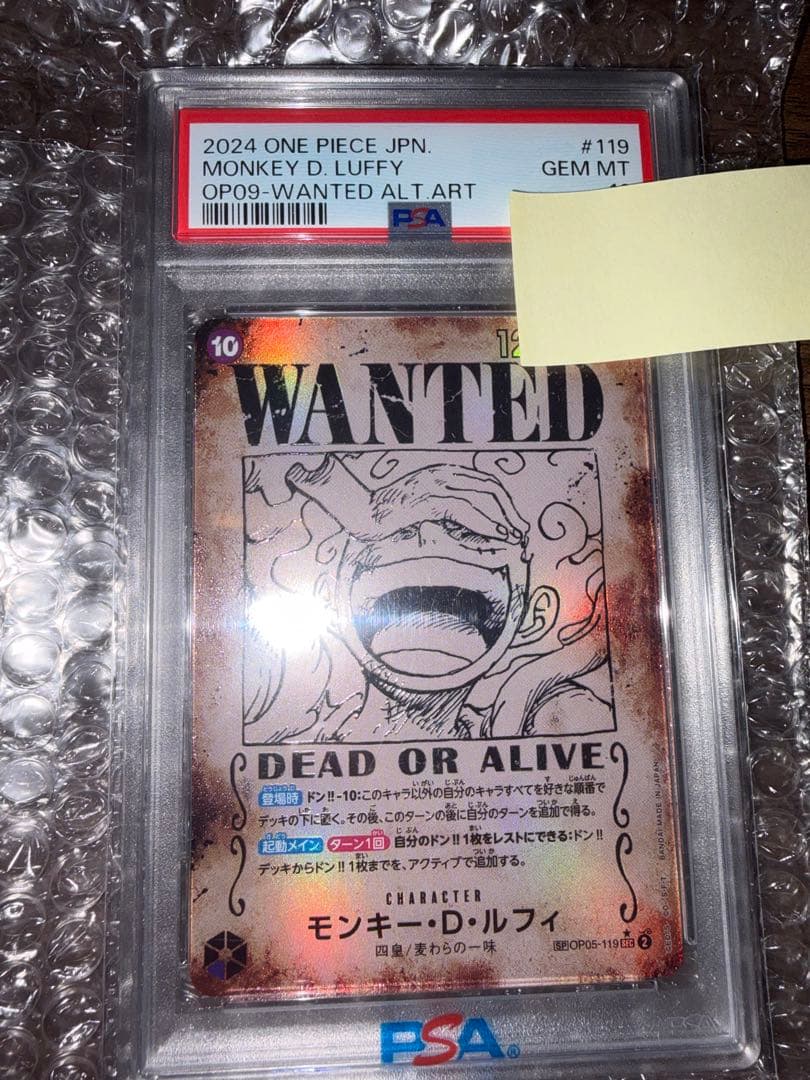 2024 ONE PIECE JPN. #119
MONKEY D. LUFFY GEM MT
OP09-WANTED ALT.ART
PSA
10
WANTED
DEAD OR ALIVE
登場時 ドン!!-10:このキャラ以外の自分のキャラすべてを好きな順番で
デッキの下に置く。その後、このターンの後に自分のターンを追加で得る。
起動メイン ターン1回 自分のドン!!1枚をレストにできる:ドン!!
デッキからドン!!1枚までを、アクティブで追加する。
CHARACTER
モンキー・D・ルフィ
四皇/麦わらの一味
SP OP05-119 SEC 2
BANDAI MADE IN JAPAN
PSA